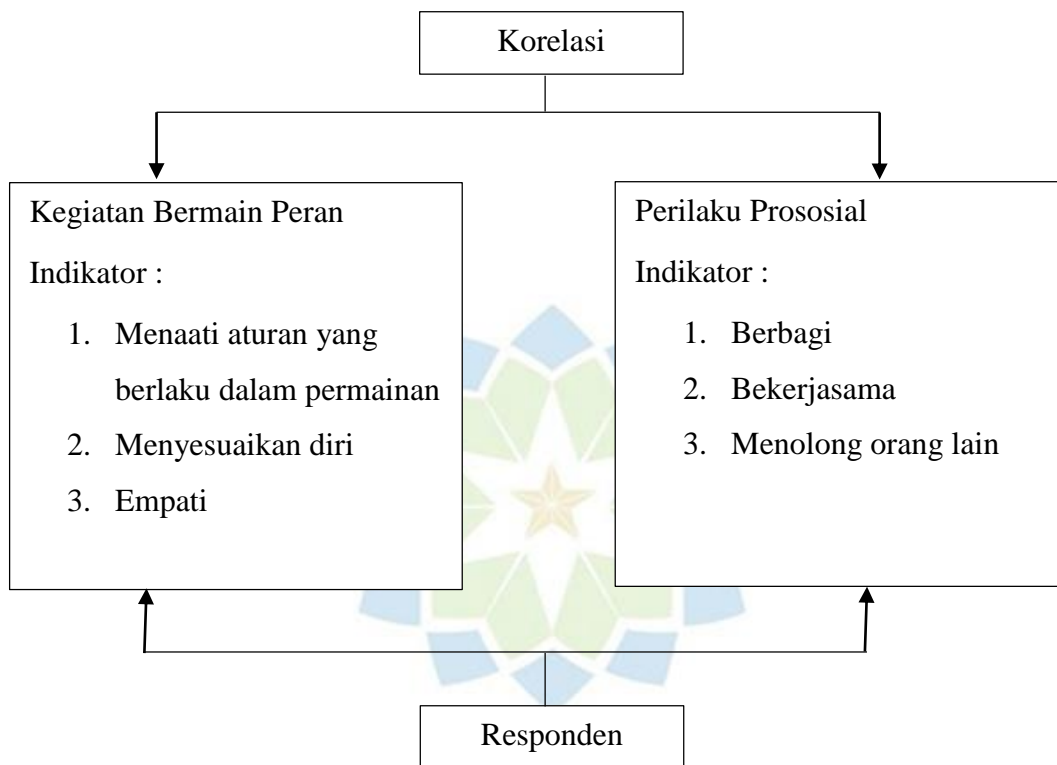 Korelasi
Kegiatan Bermain Peran
Indikator :
1. Menaati aturan yang
berlaku dalam permainan
2. Menyesuaikan diri
3. Empati
Perilaku Prososial
Indikator :
1. Berbagi
2. Bekerjasama
3. Menolong orang lain
Responden